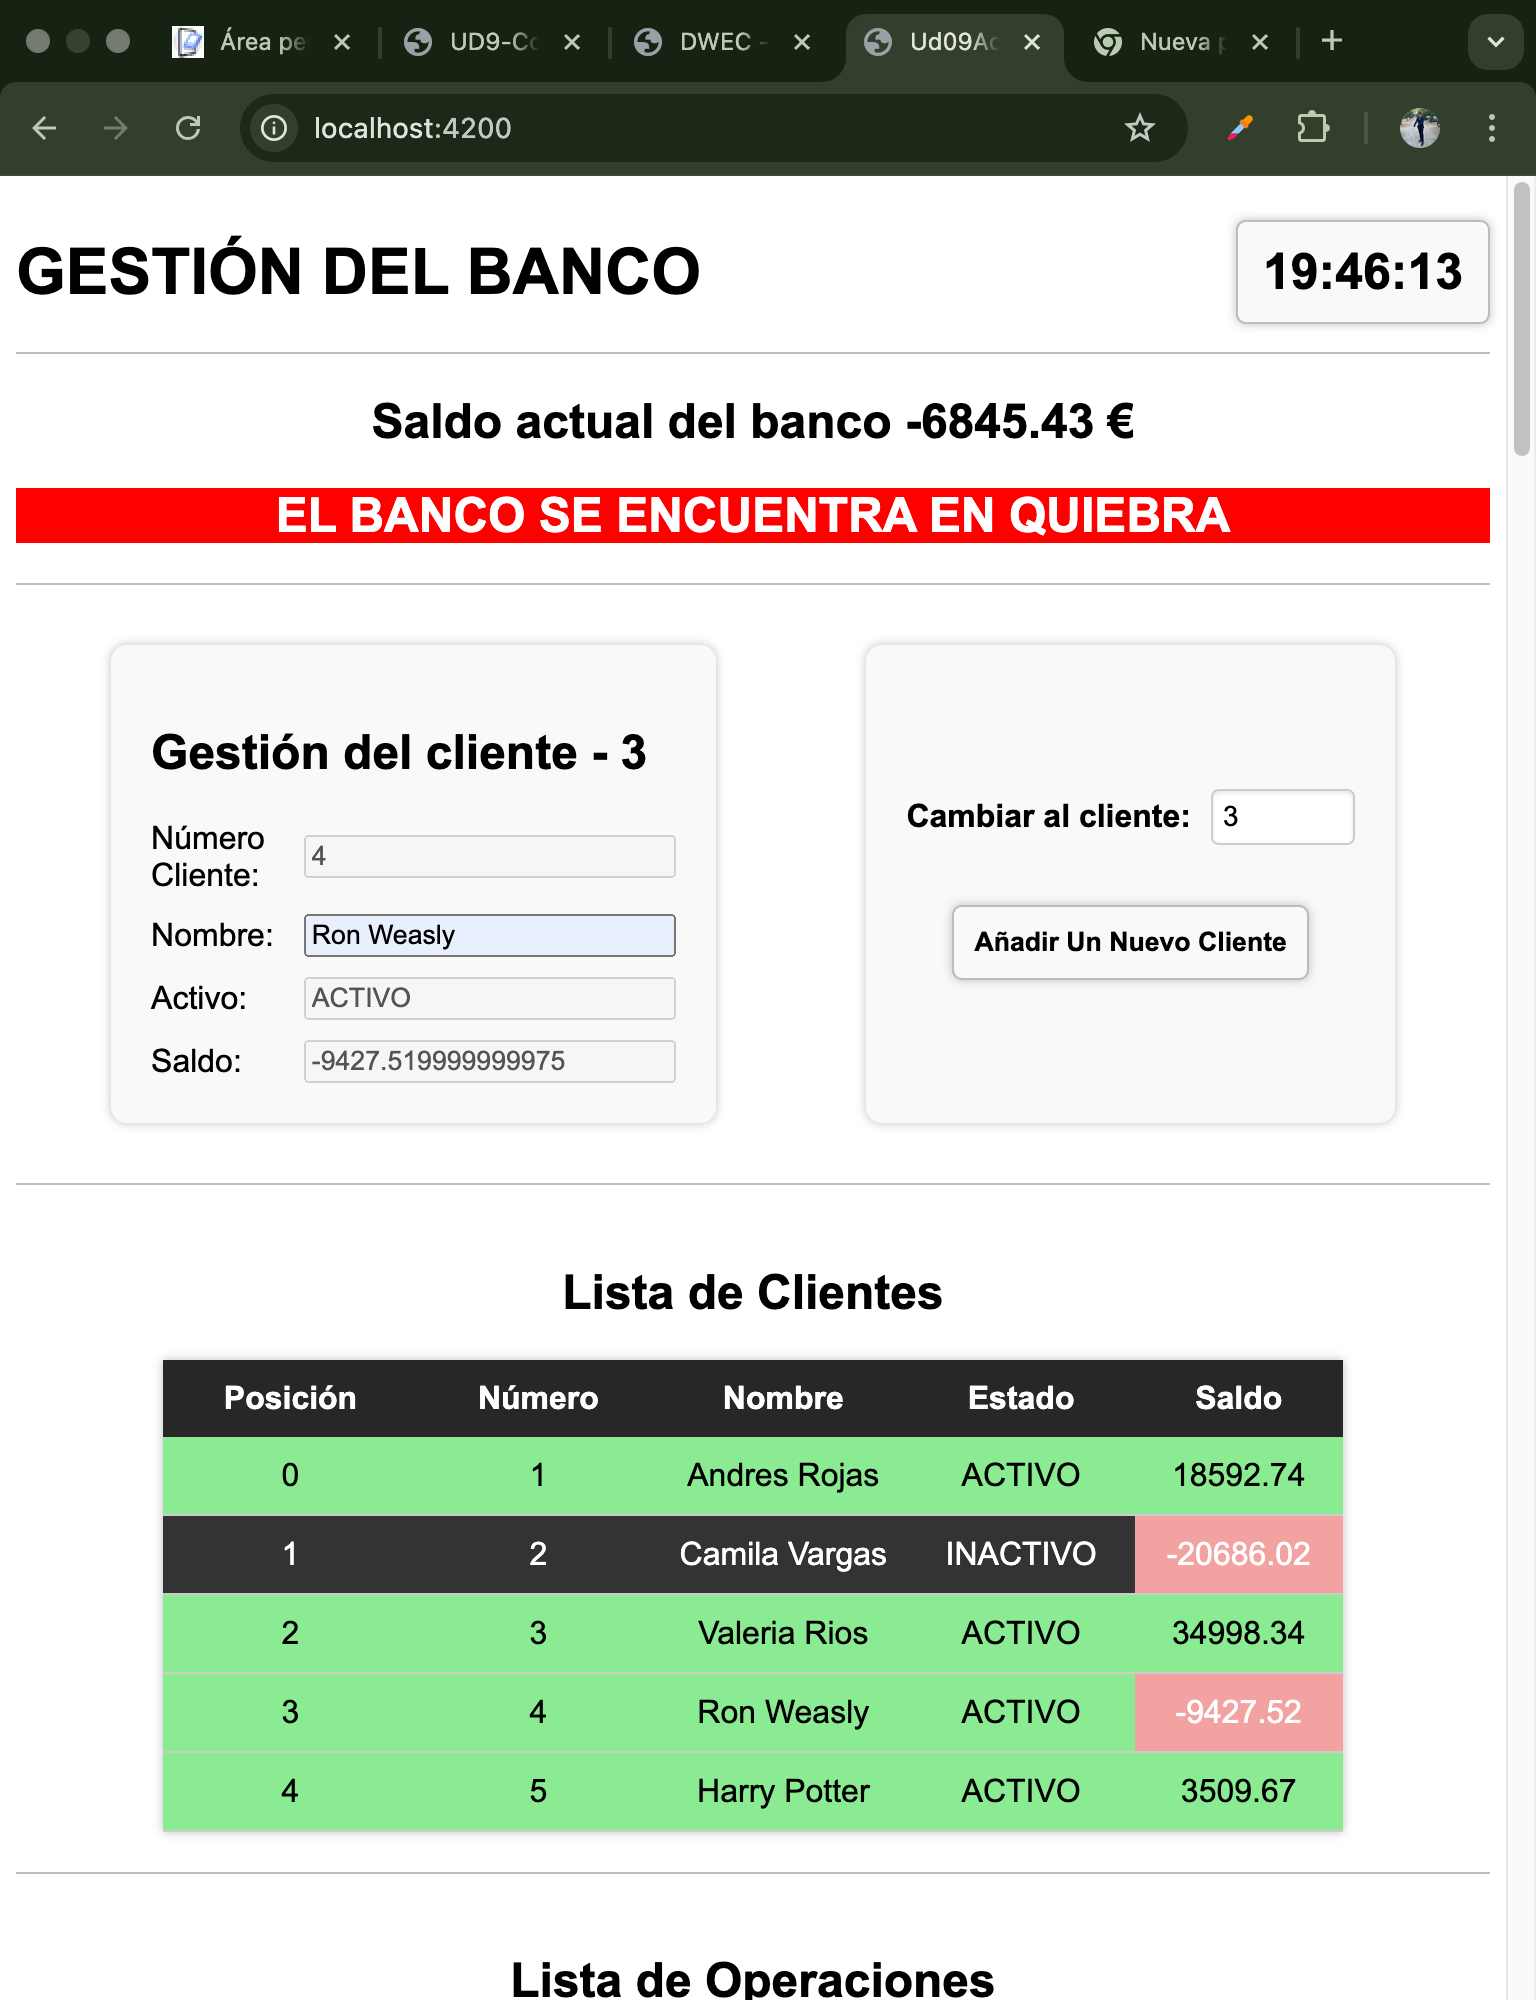 Área pe
UD9-Co
DWEC -
Ud09Ac
Nueva p
localhost:4200
GESTIÓN DEL BANCO
19:46:13
Saldo actual del banco -6845.43 €
EL BANCO SE ENCUENTRA EN QUIEBRA
Gestión del cliente - 3
Número
Cliente:
4
Nombre:
Ron Weasly
Activo:
ACTIVO
Saldo:
-9427.519999999975
Cambiar al cliente:
3
Añadir Un Nuevo Cliente
Lista de Clientes
Posición Número Nombre Estado Saldo
0 1 Andres Rojas ACTIVO 18592.74
1 2 Camila Vargas INACTIVO -20686.02
2 3 Valeria Rios ACTIVO 34998.34
3 4 Ron Weasly ACTIVO -9427.52
4 5 Harry Potter ACTIVO 3509.67
Lista de Operaciones